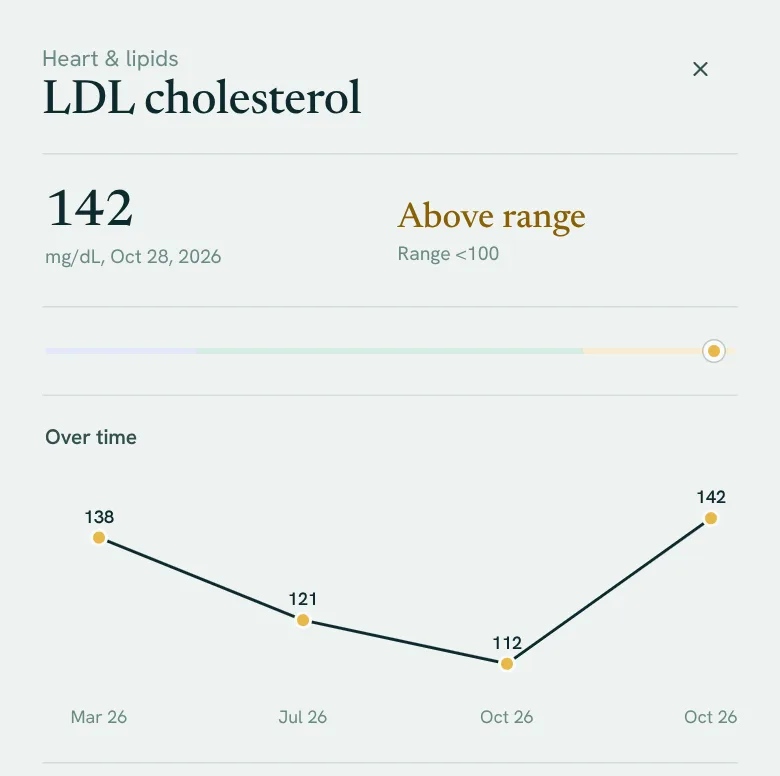 Heart & lipids
LDL cholesterol
142
mg/dL, Oct 28, 2026
Above range
Range <100
Over time
138
121
112
142
Mar 26
Jul 26
Oct 26
Oct 26